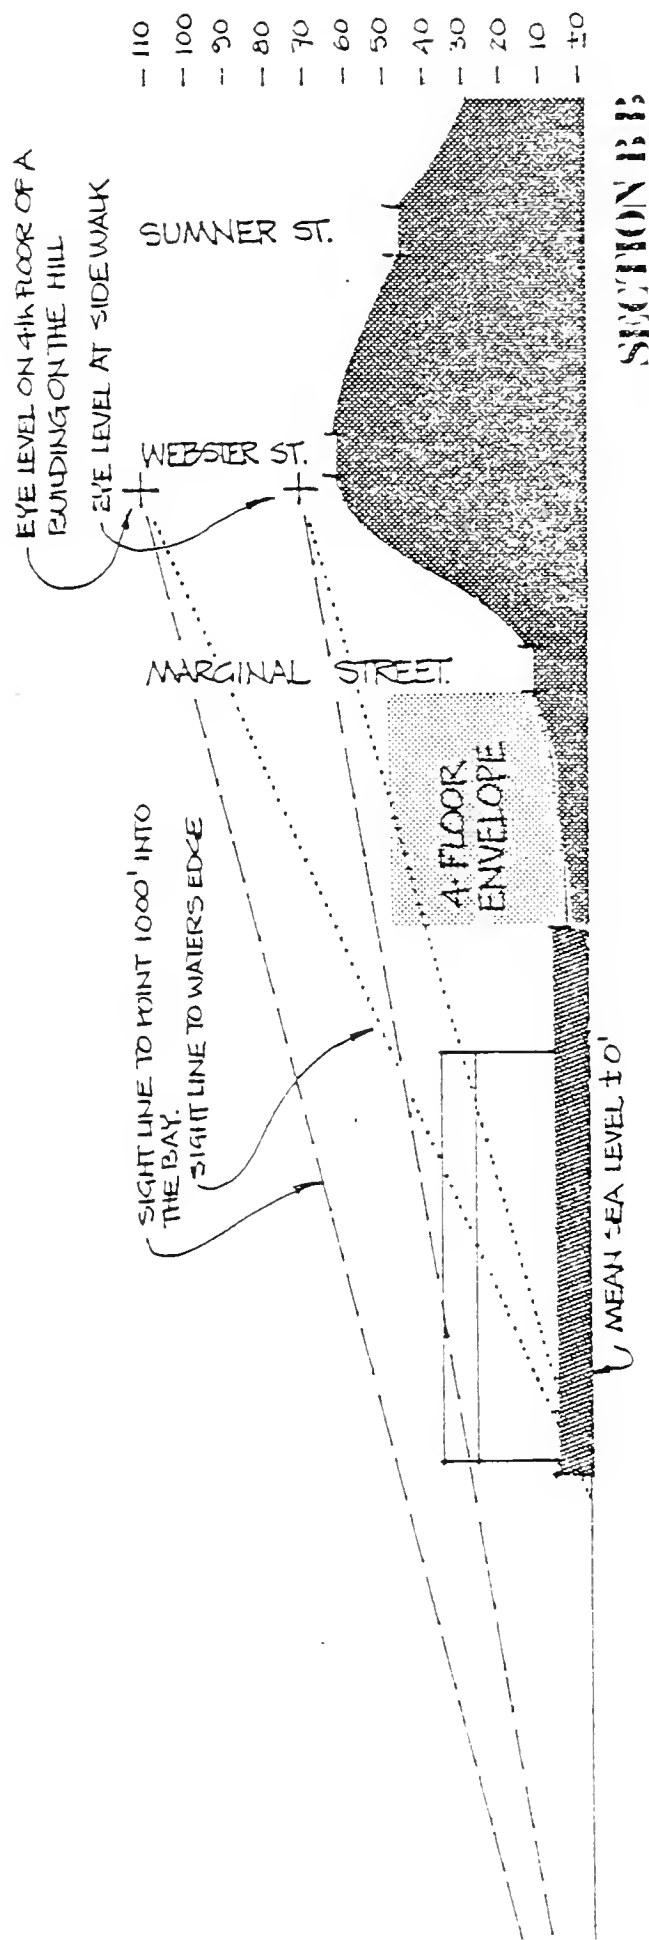 EYE LEVEL ON 4th FLOOR OF A
BUILDING ON THE HILL
EYE LEVEL AT SIDEWALK
SUMNER ST.
WEBSTER ST.
MARGINAL STREET.
SIGHT LINE TO POINT 1000' INTO
THE BAY.
SIGHT LINE TO WATERS EDGE
4-FLOOR
ENVELOPE
MEAN SEA LEVEL ±0'
- 110
- 100
- 90
- 80
- 70
- 60
- 50
- 40
- 30
- 20
- 10
- ±0
SECTION BB